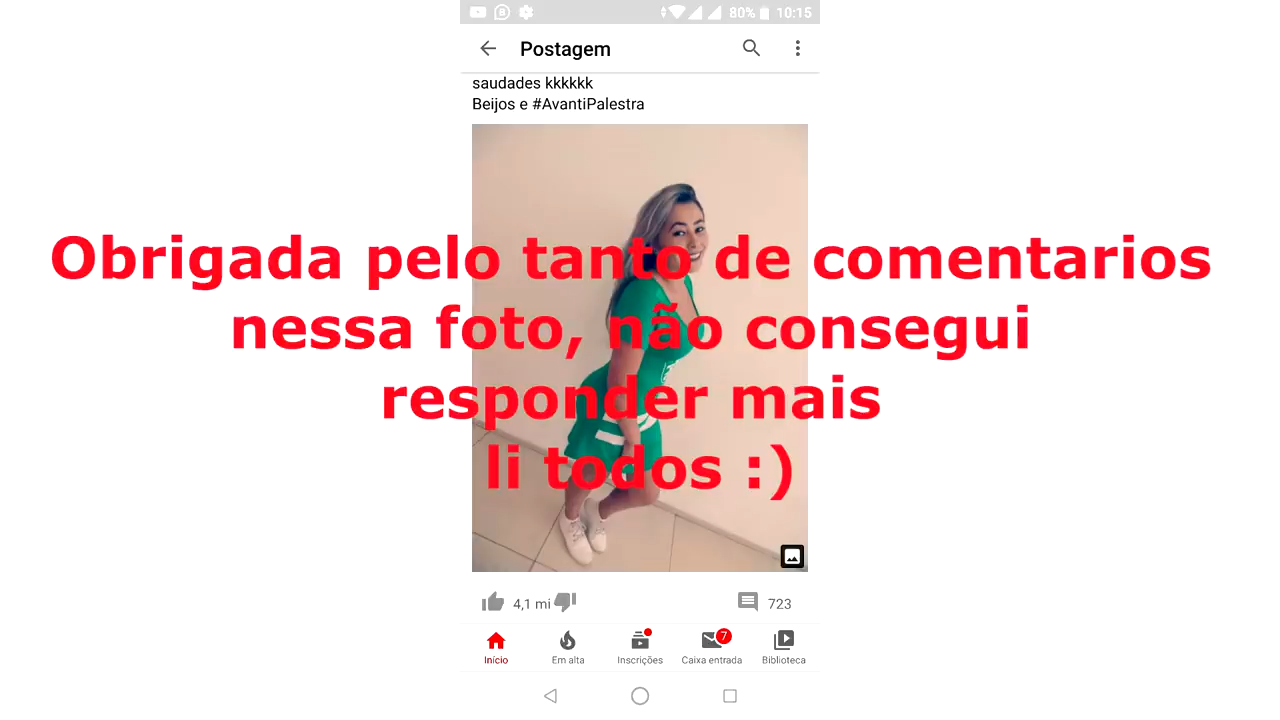 80% 10:15
Postagem
saudades kkkkkk
Beijos e #AvantiPalestra
Obrigada pelo tanto de comentarios
nessa foto, não consegui
responder mais
li todos :)
4,1 mi 723
7
Início Em alta Inscrições Caixa entrada Biblioteca